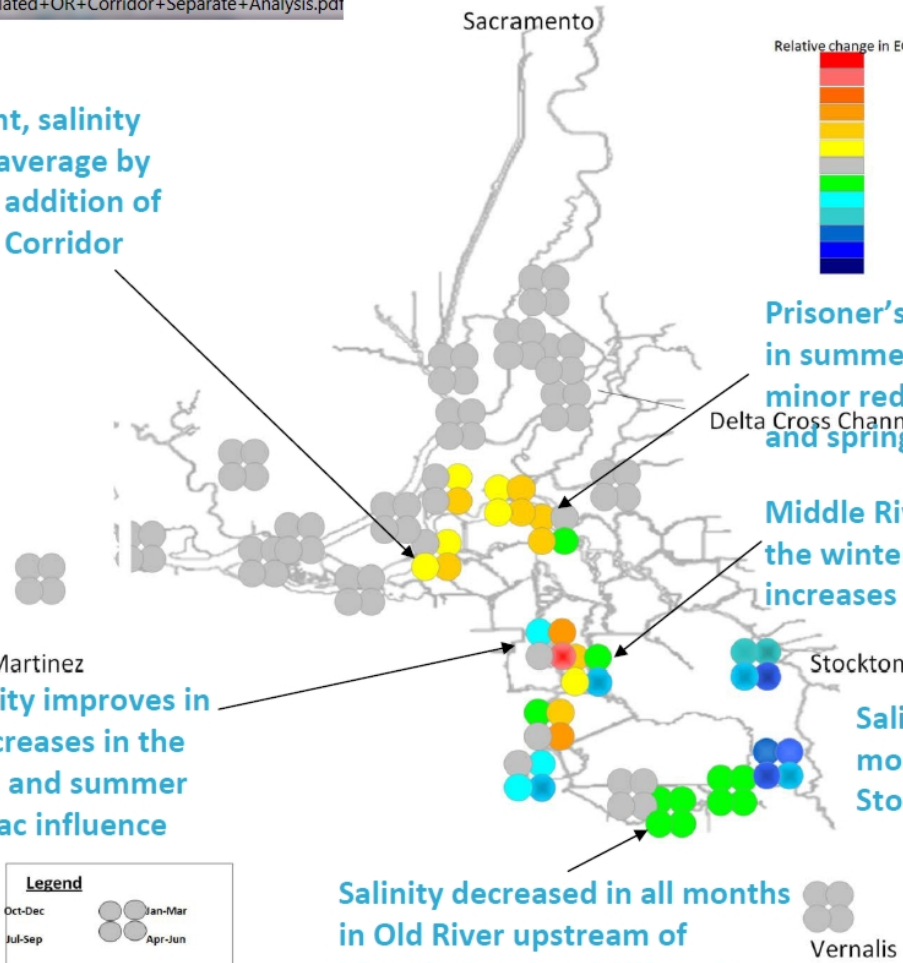 lated+OR+Corridor+Separate+Analysis.pdf
Sacramento
Relative change in EC
nt, salinity
average by
addition of
Corridor
Prisoner's
in summe
minor red
Delta Cross Chann
and spring
Middle Riv
the winte
increases
Martinez
Stockton
ity improves in
creases in the
and summer
ac influence
Sali
mo
Sto
Legend
Oct-Dec
Jan-Mar
Jul-Sep
Apr-Jun
Salinity decreased in all months
in Old River upstream of
Vernalis